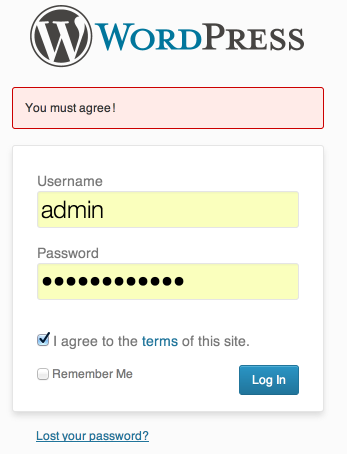 WORDPRESS
You must agree!
Username
admin
Password
••••••••••••
I agree to the terms of this site.
Remember Me
Log In
Lost your password?